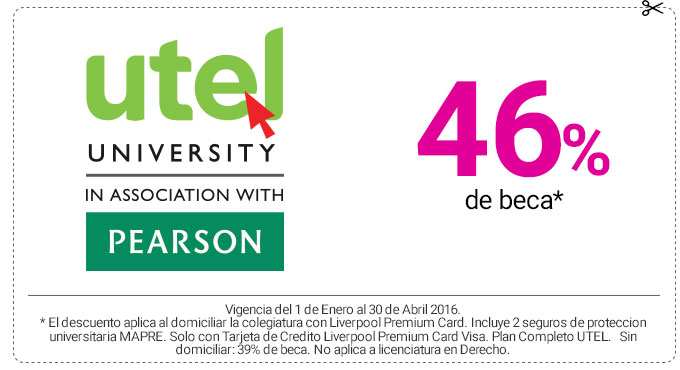 utel
UNIVERSITY
IN ASSOCIATION WITH
PEARSON
46%
de beca*
Vigencia del 1 de Enero al 30 de Abril 2016.
* El descuento aplica al domiciliar la colegiatura con Liverpool Premium Card. Incluye 2 seguros de proteccion
universitaria MAPRE. Solo con Tarjeta de Credito Liverpool Premium Card Visa. Plan Completo UTEL. Sin
domiciliar: 39% de beca. No aplica a licenciatura en Derecho.